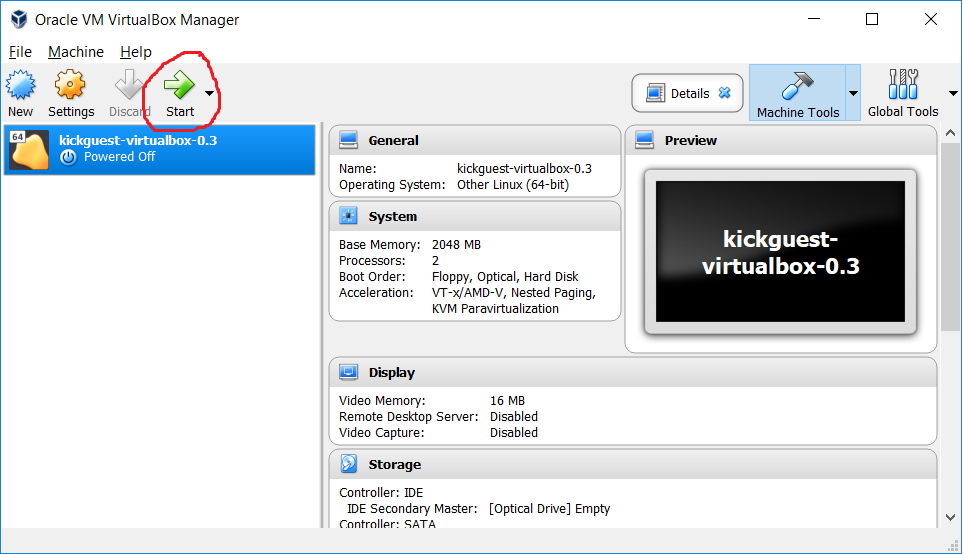 Oracle VM VirtualBox Manager
File Machine Help
New Settings Discard Start Details Machine Tools Global Tools
64
kickguest-virtualbox-0.3
Powered Off
General
Name: kickguest-virtualbox-0.3
Operating System: Other Linux (64-bit)
System
Base Memory: 2048 MB
Processors: 2
Boot Order: Floppy, Optical, Hard Disk
Acceleration: VT-x/AMD-V, Nested Paging,
KVM Paravirtualization
Preview
kickguest-
virtualbox-0.3
Display
Video Memory: 16 MB
Remote Desktop Server: Disabled
Video Capture: Disabled
Storage
Controller: IDE
IDE Secondary Master: [Optical Drive] Empty
Controller: SATA